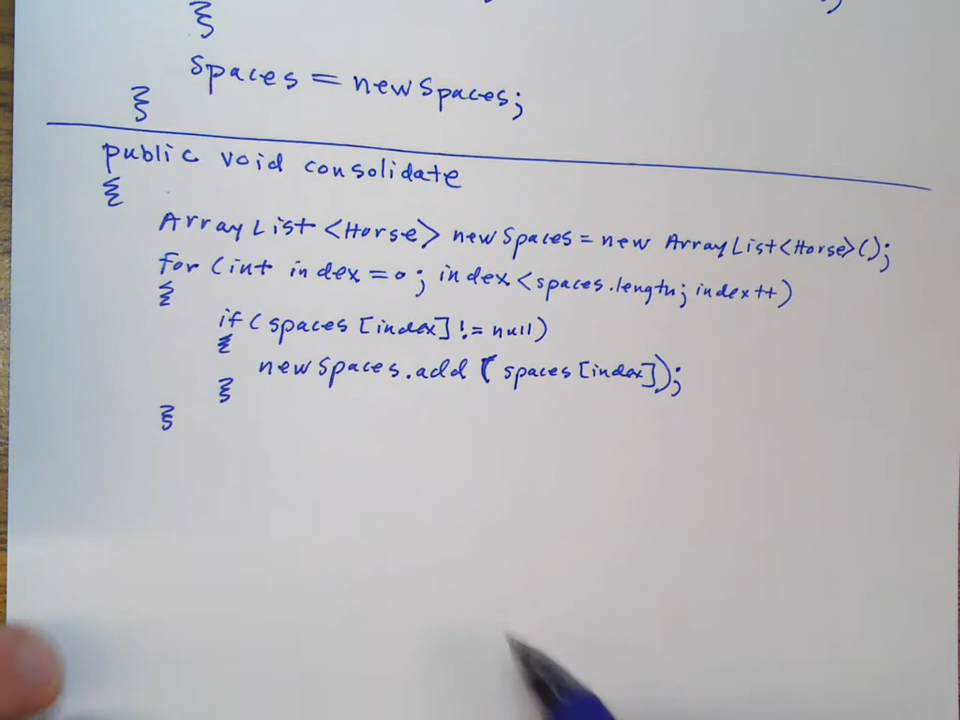 }
spaces = newSpaces;
}
public void consolidate
{
ArrayList <Horse> newSpaces = new ArrayList<Horse>();
for (int index = 0; index < spaces.length; index++)
{
if (spaces [index] != null)
{
newSpaces.add (spaces [index]);
}
}